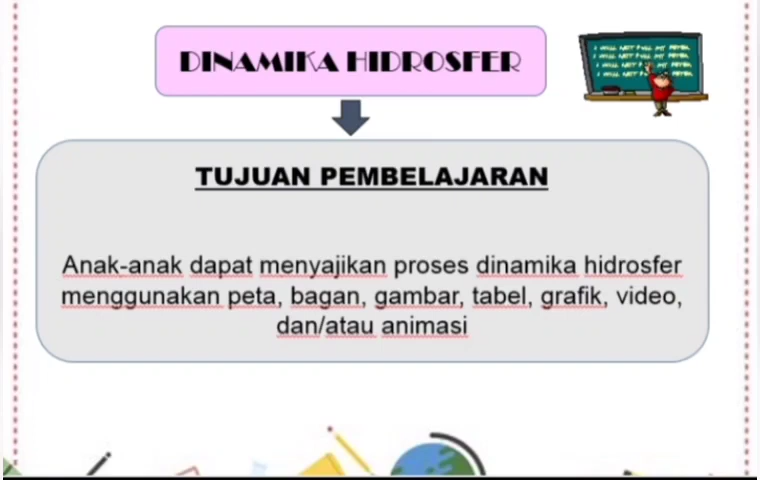 DINAMIKA HIDROSFER
TUJUAN PEMBELAJARAN
Anak-anak dapat menyajikan proses dinamika hidrosfer
menggunakan peta, bagan, gambar, tabel, grafik, video,
dan/atau animasi